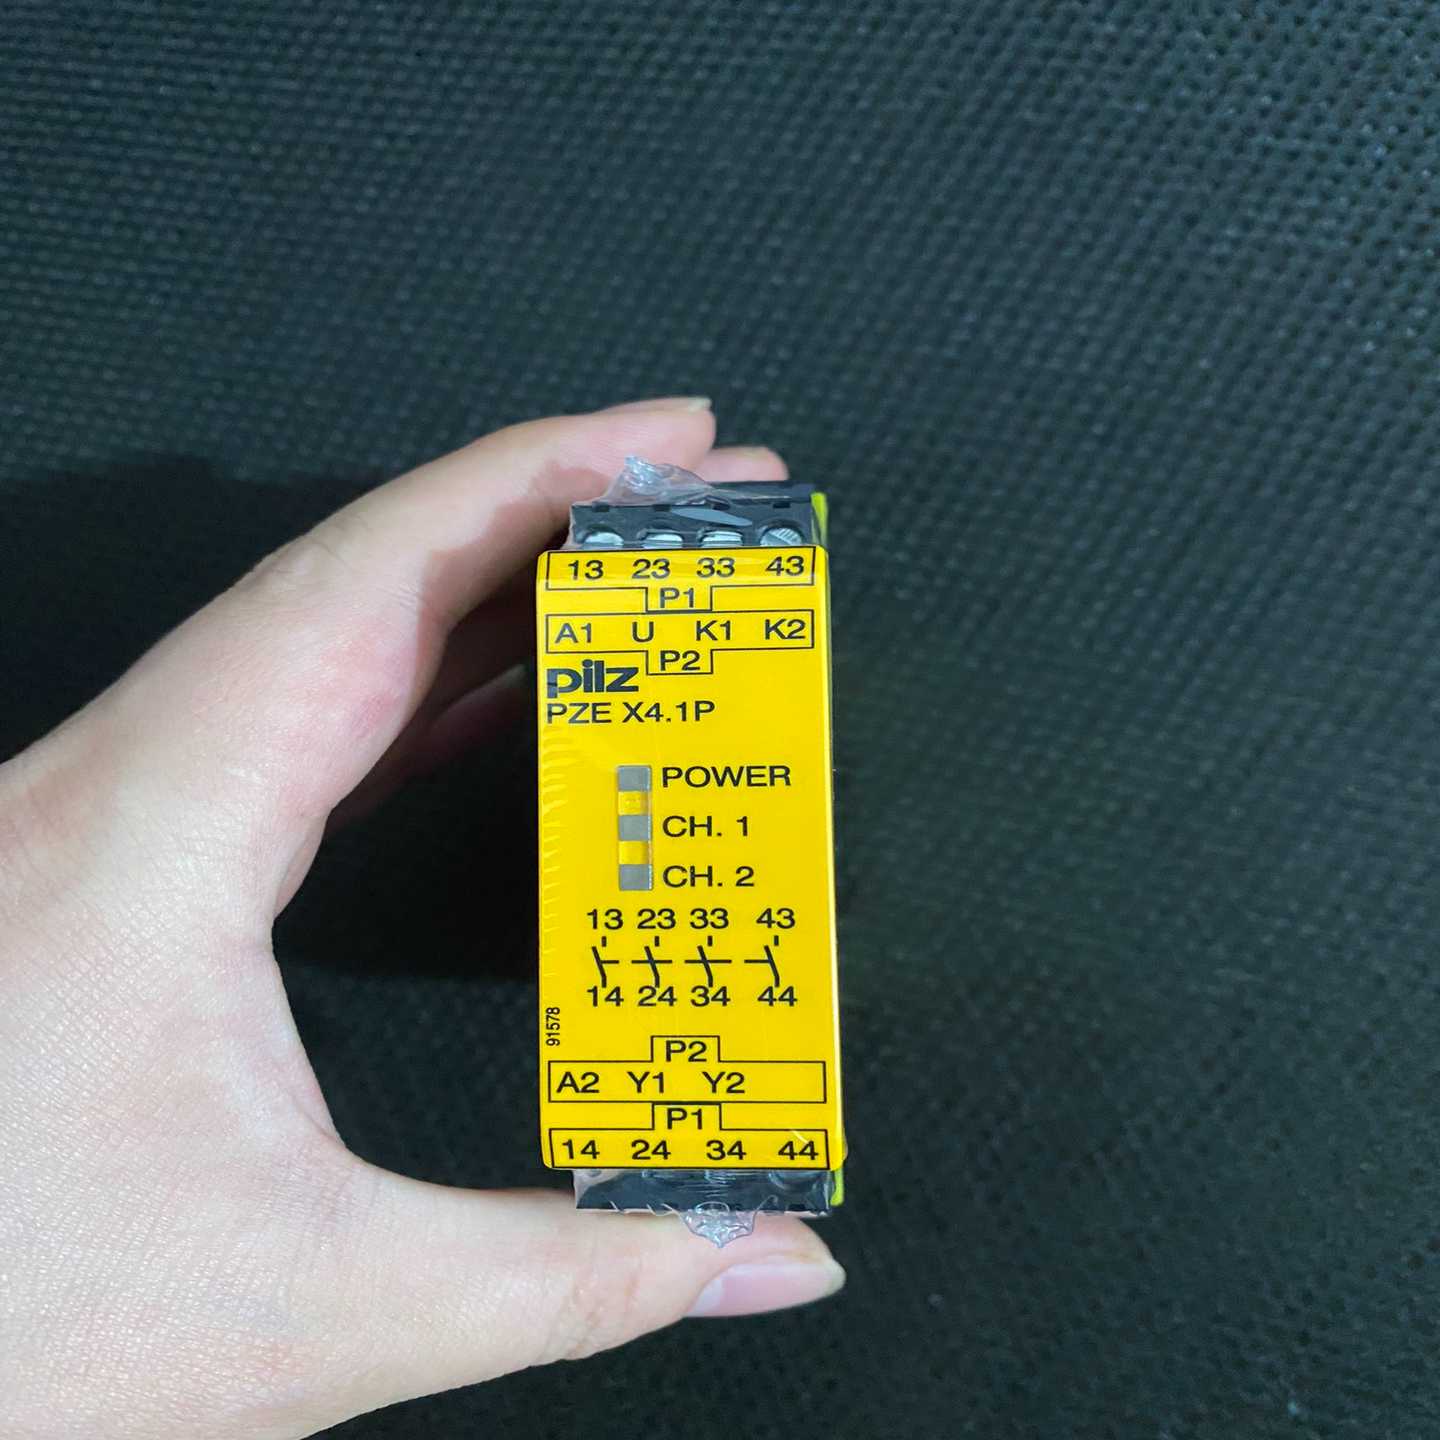 13 23 33 43
P1
A1 U K1 K2
P2
pilz
PZE X4.1P
POWER
CH. 1
CH. 2
13 23 33 43
14 24 34 44
91578
P2
A2 Y1 Y2
P1
14 24 34 44